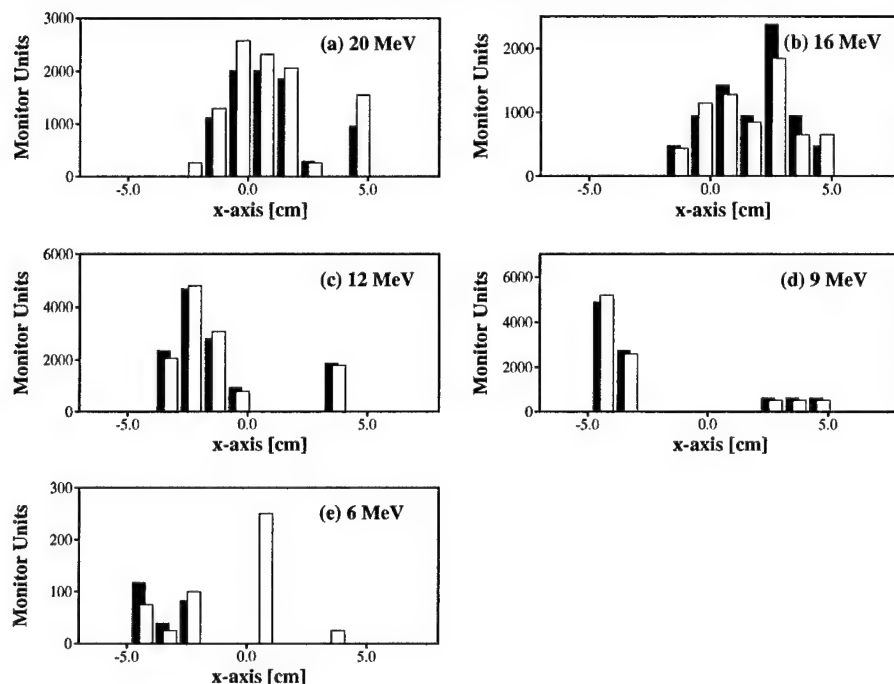 3000
2000
1000
0
Monitor Units
(a) 20 MeV
-5.0
0.0
5.0
x-axis [cm]
2000
1000
0
Monitor Units
(b) 16 MeV
-5.0
0.0
5.0
x-axis [cm]
6000
4000
2000
0
Monitor Units
(c) 12 MeV
-5.0
0.0
5.0
x-axis [cm]
6000
4000
2000
0
Monitor Units
(d) 9 MeV
-5.0
0.0
5.0
x-axis [cm]
300
200
100
0
Monitor Units
(e) 6 MeV
-5.0
0.0
5.0
x-axis [cm]